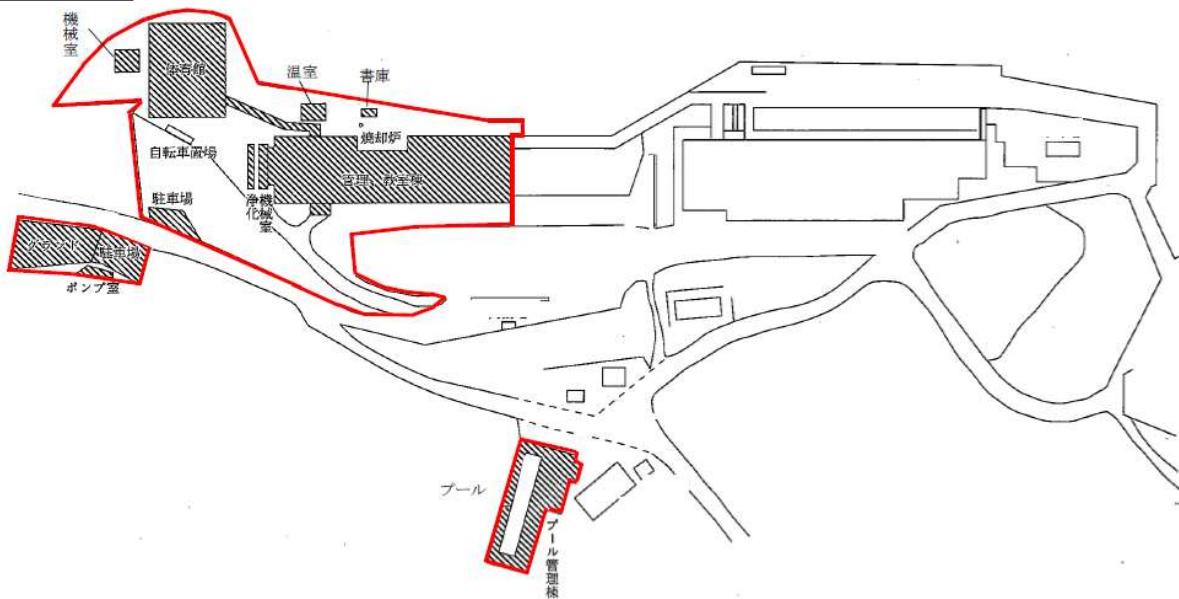 機械室
体育館
温室
書庫
焼却炉
自転車置場
管理、教室棟
機械室
浄化
駐車場
グラウンド
駐車場
ポンプ室
プール
プール管理棟